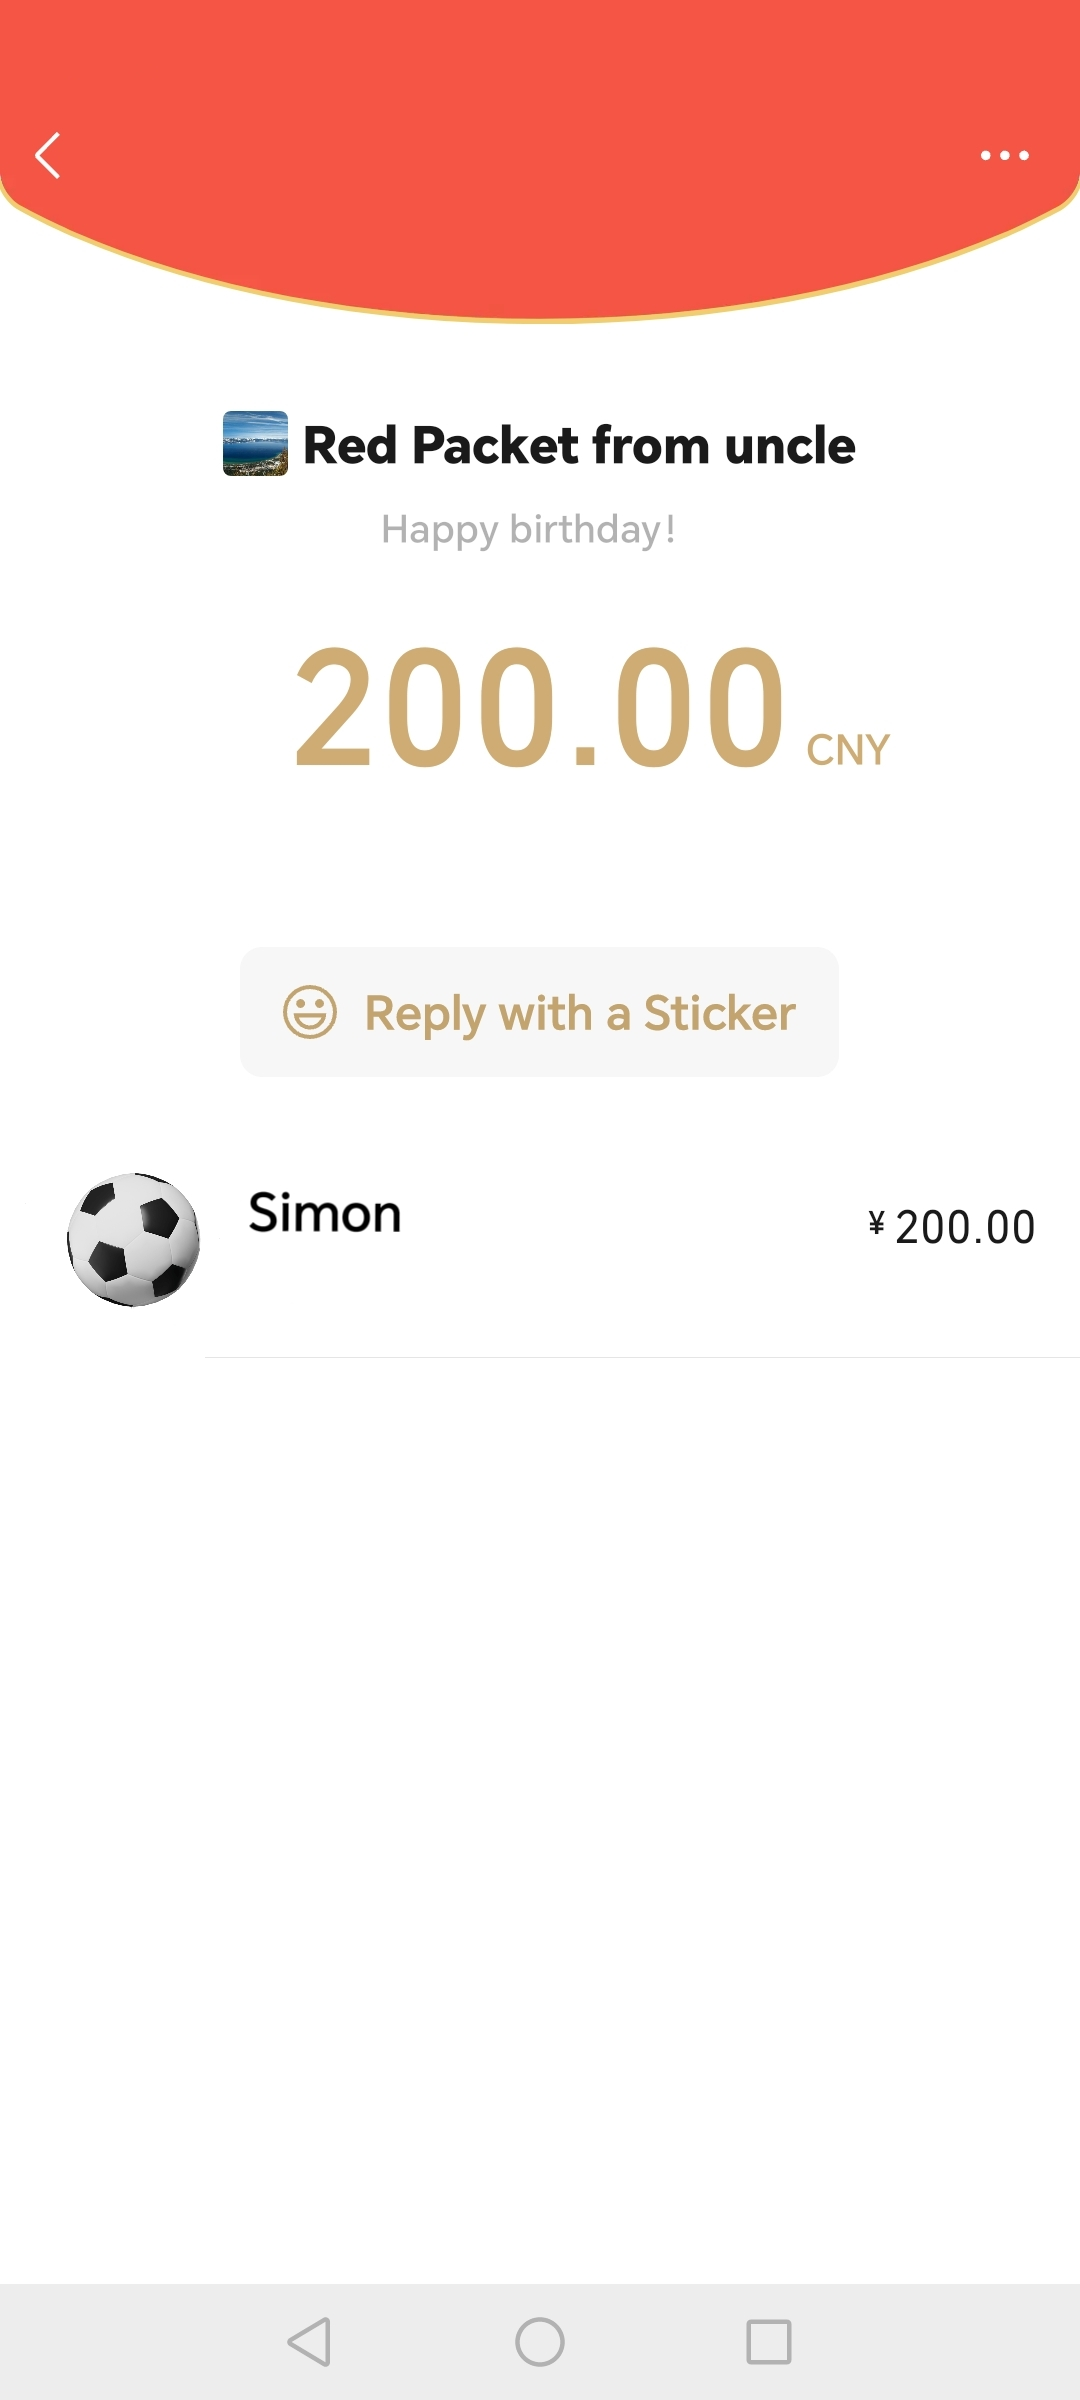 Red Packet from uncle
Happy birthday!
200.00 CNY
Reply with a Sticker
Simon
¥ 200.00